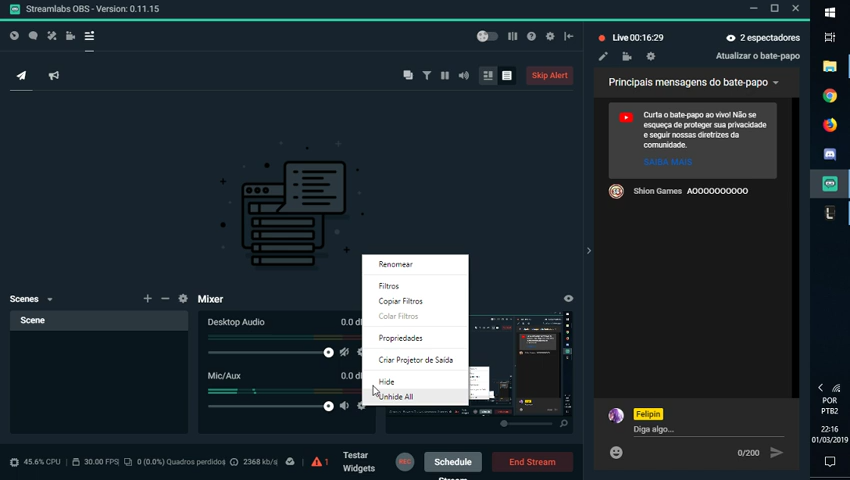 Streamlabs OBS - Version: 0.11.15
Live 00:16:29
2 espectadores
Atualizar o bate-papo
Skip Alert
Principais mensagens do bate-papo
Curta o bate-papo ao vivo! Não se
esqueça de proteger sua privacidade
e seguir nossas diretrizes da
comunidade.
SAIBA MAIS
Shion Games AOOOOOOOOOO
Scenes
Scene
Mixer
Desktop Audio 0.0 dB
Mic/Aux 0.0 dB
Renomear
Filtros
Copiar Filtros
Colar Filtros
Propriedades
Criar Projetor de Saída
Hide
Unhide All
Felipin
Diga algo...
0/200
45.6% CPU
30.00 FPS
0 (0.0%) Quadros perdidos
2368 kb/s
1
Testar
Widgets
REC
Schedule
Stream
End Stream
POR
PTB2
22:16
01/03/2019